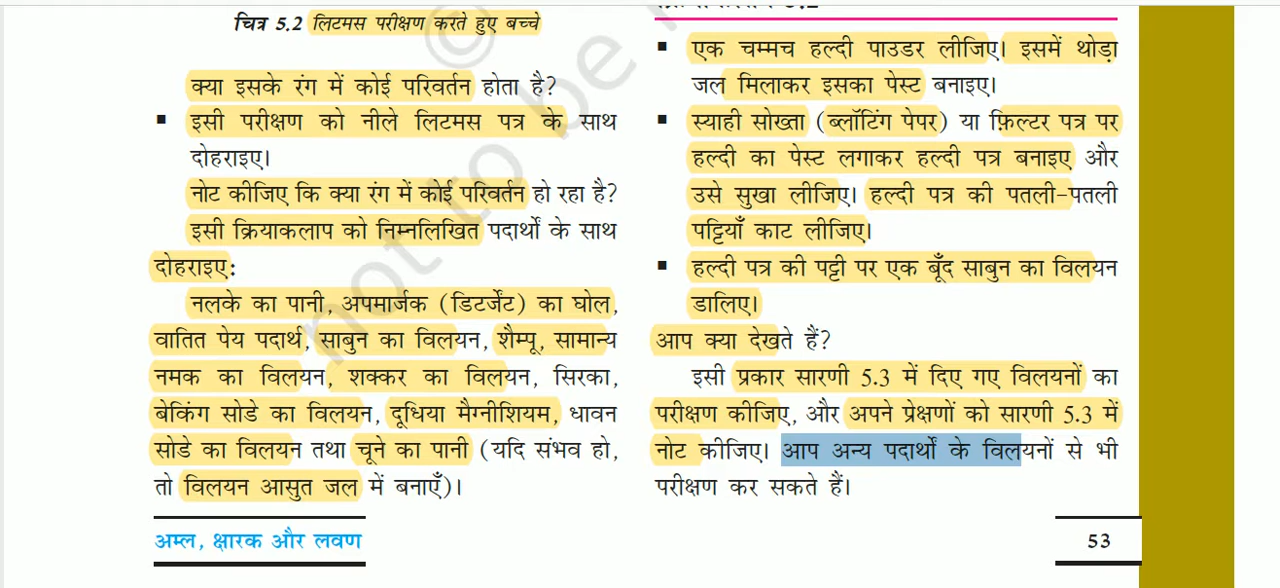 चित्र 5.2 लिटमस परीक्षण करते हुए बच्चे
क्या इसके रंग में कोई परिवर्तन होता है?
▪ इसी परीक्षण को नीले लिटमस पत्र के साथ
दोहराइए।
नोट कीजिए कि क्या रंग में कोई परिवर्तन हो रहा है?
इसी क्रियाकलाप को निम्नलिखित पदार्थों के साथ
दोहराइए:
नलके का पानी, अपमार्जक (डिटर्जेंट) का घोल,
वातित पेय पदार्थ, साबुन का विलयन, शैम्पू, सामान्य
नमक का विलयन, शक्कर का विलयन, सिरका,
बेकिंग सोडे का विलयन, दूधिया मैग्नीशियम, धावन
सोडे का विलयन तथा चूने का पानी (यदि संभव हो,
तो विलयन आसुत जल में बनाएँ)।
अम्ल, क्षारक और लवण
▪ एक चम्मच हल्दी पाउडर लीजिए। इसमें थोड़ा
जल मिलाकर इसका पेस्ट बनाइए।
▪ स्याही सोख्ता (ब्लॉटिंग पेपर) या फ़िल्टर पत्र पर
हल्दी का पेस्ट लगाकर हल्दी पत्र बनाइए और
उसे सुखा लीजिए। हल्दी पत्र की पतली-पतली
पट्टियाँ काट लीजिए।
▪ हल्दी पत्र की पट्टी पर एक बूँद साबुन का विलयन
डालिए।
आप क्या देखते हैं?
इसी प्रकार सारणी 5.3 में दिए गए विलयनों का
परीक्षण कीजिए, और अपने प्रेक्षणों को सारणी 5.3 में
नोट कीजिए। आप अन्य पदार्थों के विलयनों से भी
परीक्षण कर सकते हैं।
53
© not to be